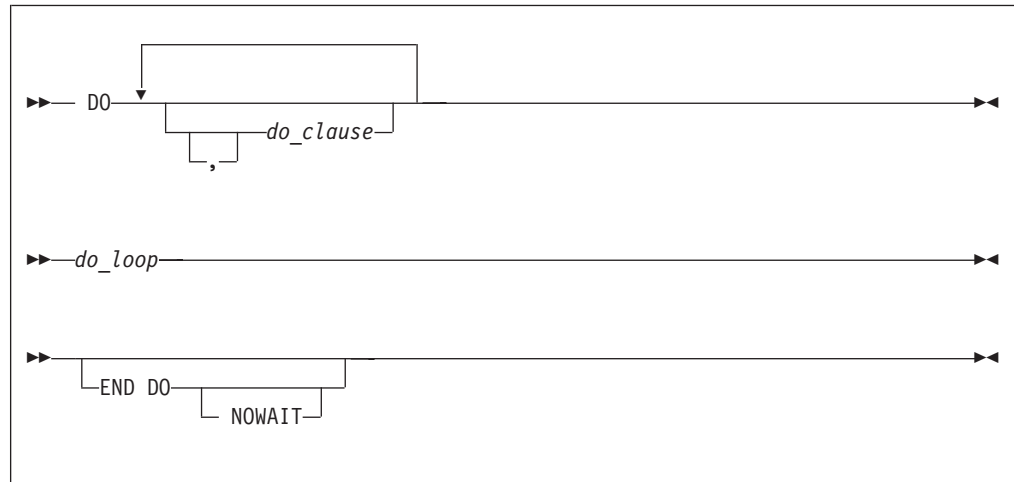 DO
do_clause
,
do_loop
END DO
NOWAIT